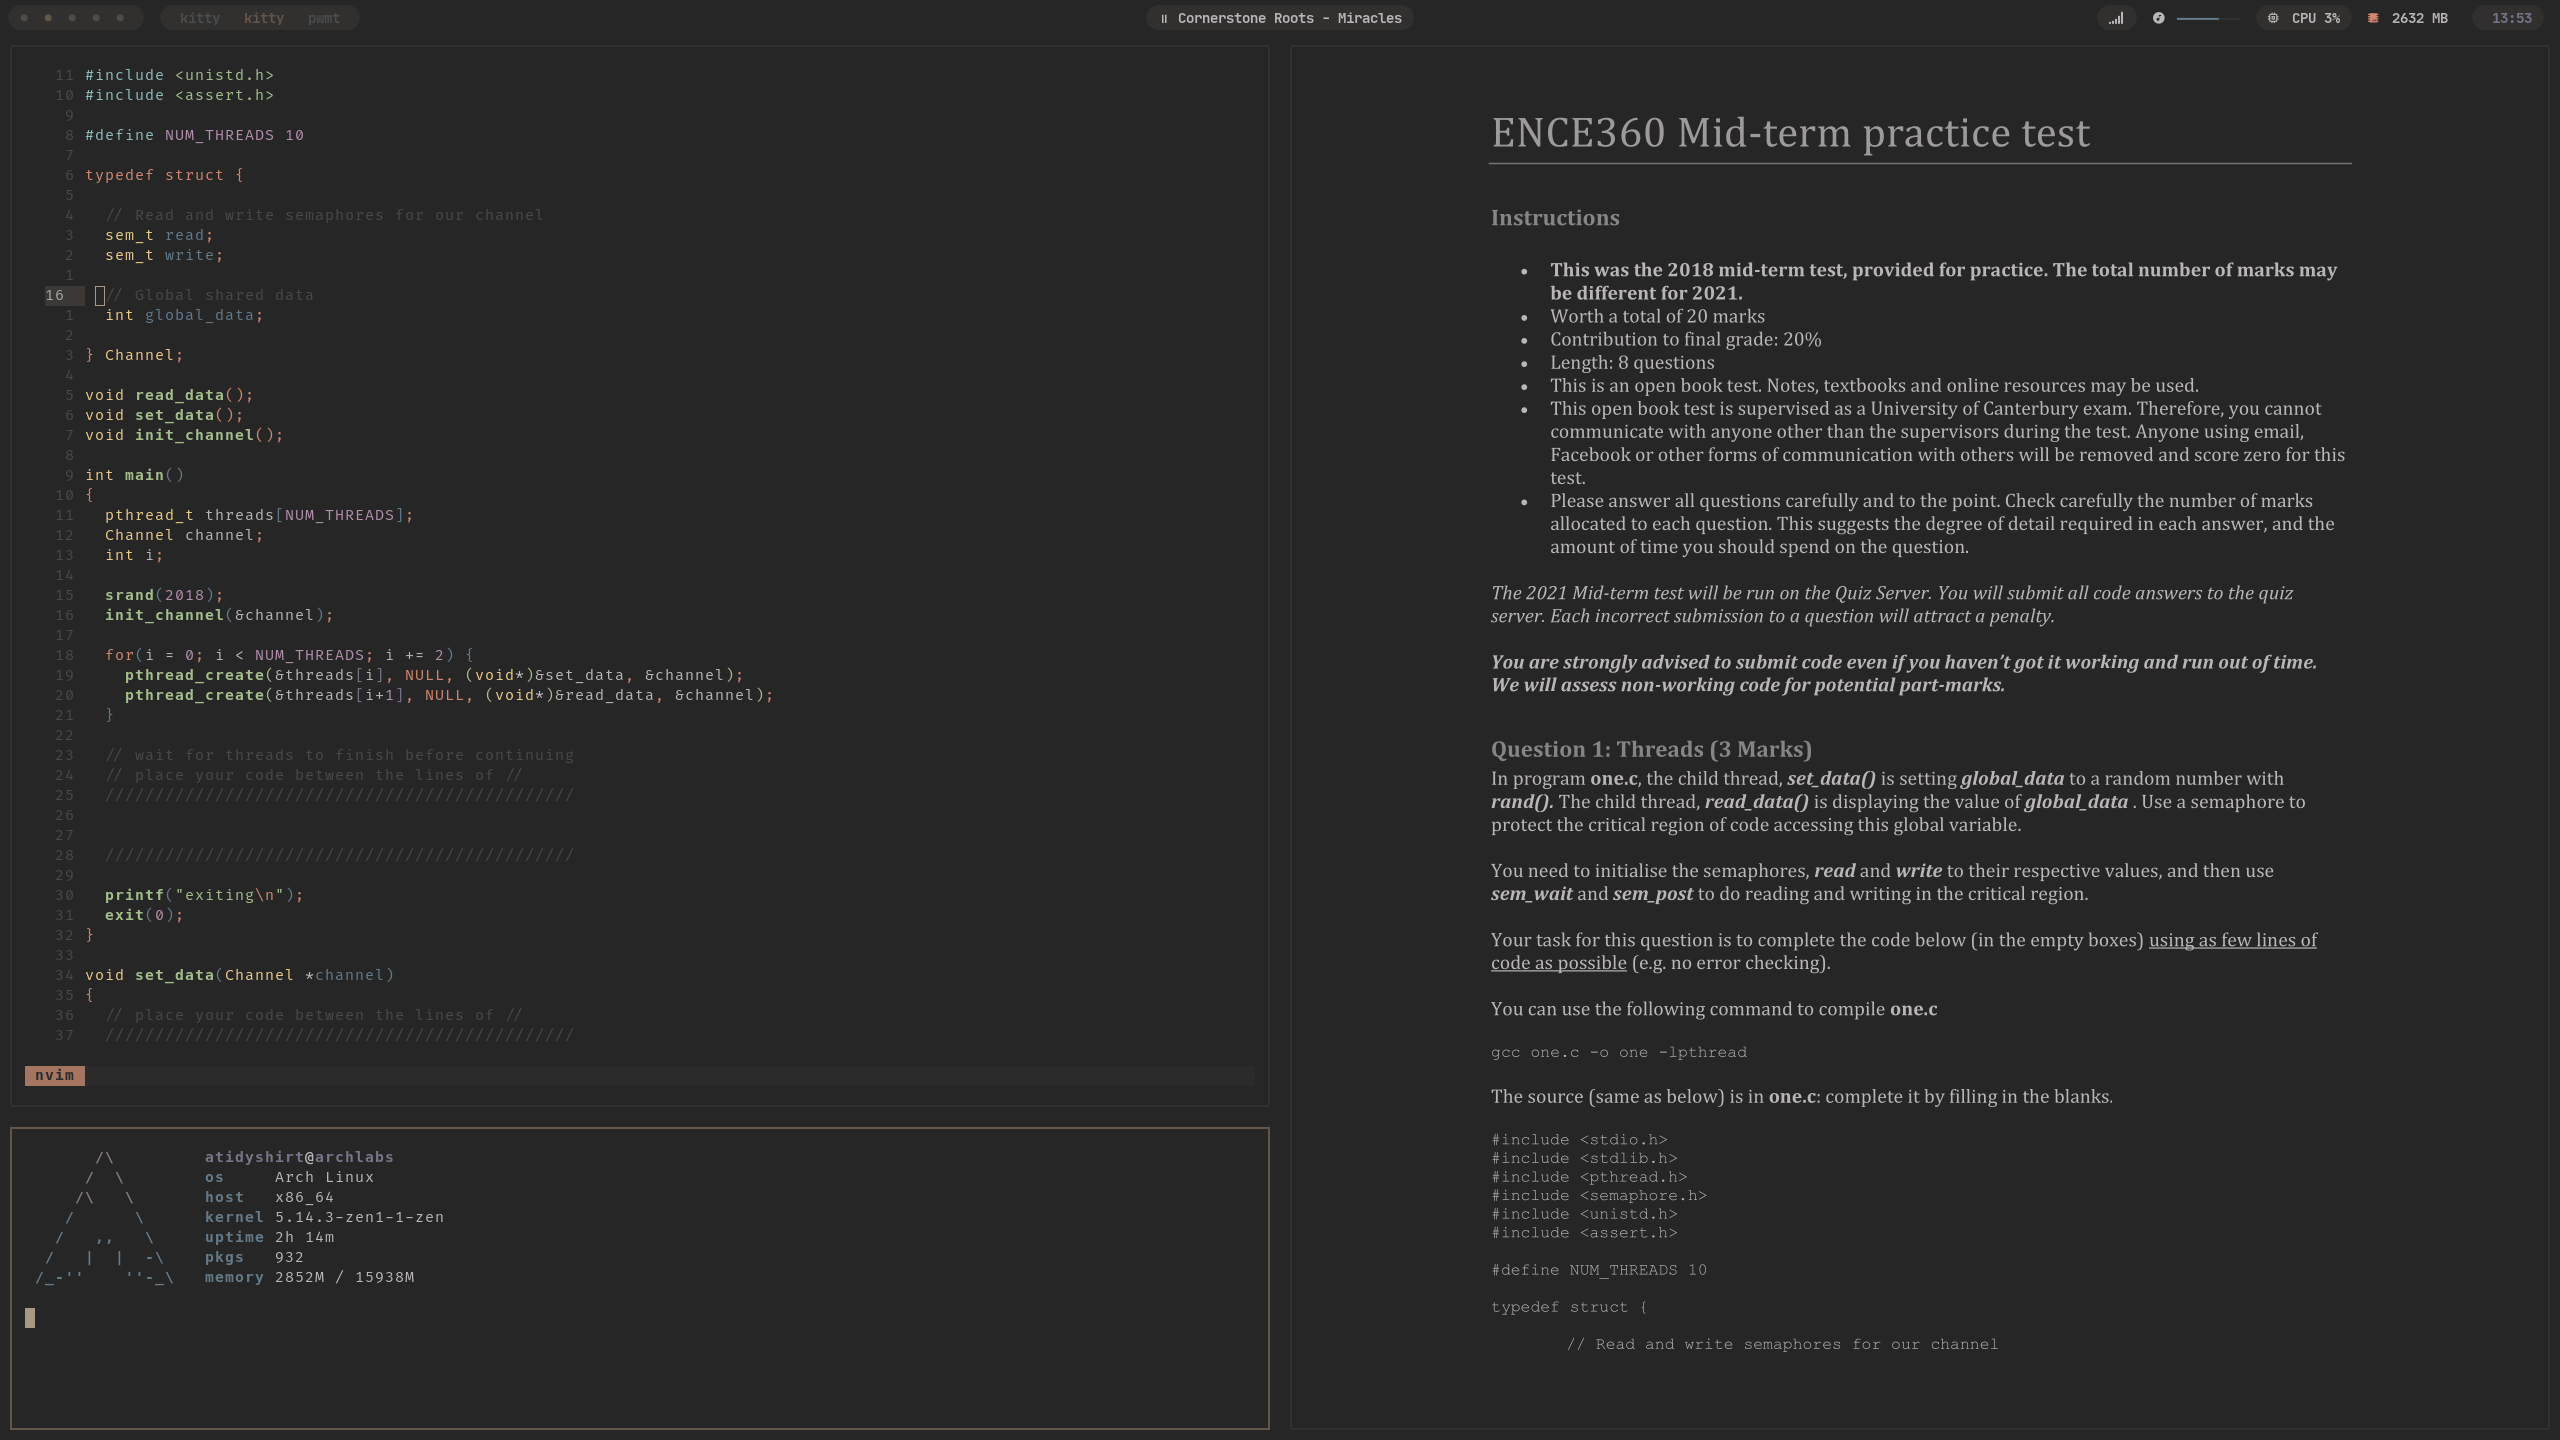 kitty kitty pwmt
Cornerstone Roots - Miracles
CPU 3% 2632 MB 13:53
11 #include <unistd.h>
10 #include <assert.h>
9
8 #define NUM_THREADS 10
7
6 typedef struct {
5
4 // Read and write semaphores for our channel
3 sem_t read;
2 sem_t write;
1
16 // Global shared data
1 int global_data;
2
3 } Channel;
4
5 void read_data();
6 void set_data();
7 void init_channel();
8
9 int main()
10 {
11 pthread_t threads[NUM_THREADS];
12 Channel channel;
13 int i;
14
15 srand(2018);
16 init_channel(&channel);
17
18 for(i = 0; i < NUM_THREADS; i += 2) {
19 pthread_create(&threads[i], NULL, (void*)&set_data, &channel);
20 pthread_create(&threads[i+1], NULL, (void*)&read_data, &channel);
21 }
22
23 // wait for threads to finish before continuing
24 // place your code between the lines of //
25 ///////////////////////////////////////////////
26
27
28 ///////////////////////////////////////////////
29
30 printf("exiting\n");
31 exit(0);
32 }
33
34 void set_data(Channel *channel)
35 {
36 // place your code between the lines of //
37 ///////////////////////////////////////////////
nvim
/\ atidyshirt@archlabs
/ \ os Arch Linux
/\ \ host x86_64
/ \ kernel 5.14.3-zen1-1-zen
/ ,, \ uptime 2h 14m
/ | | -\ pkgs 932
/_-'' ''-_\ memory 2852M / 15938M
ENCE360 Mid-term practice test
Instructions
• This was the 2018 mid-term test, provided for practice. The total number of marks may
be different for 2021.
• Worth a total of 20 marks
• Contribution to final grade: 20%
• Length: 8 questions
• This is an open book test. Notes, textbooks and online resources may be used.
• This open book test is supervised as a University of Canterbury exam. Therefore, you cannot
communicate with anyone other than the supervisors during the test. Anyone using email,
Facebook or other forms of communication with others will be removed and score zero for this
test.
• Please answer all questions carefully and to the point. Check carefully the number of marks
allocated to each question. This suggests the degree of detail required in each answer, and the
amount of time you should spend on the question.
The 2021 Mid-term test will be run on the Quiz Server. You will submit all code answers to the quiz
server. Each incorrect submission to a question will attract a penalty.
You are strongly advised to submit code even if you haven’t got it working and run out of time.
We will assess non-working code for potential part-marks.
Question 1: Threads (3 Marks)
In program one.c, the child thread, set_data() is setting global_data to a random number with
rand(). The child thread, read_data() is displaying the value of global_data . Use a semaphore to
protect the critical region of code accessing this global variable.
You need to initialise the semaphores, read and write to their respective values, and then use
sem_wait and sem_post to do reading and writing in the critical region.
Your task for this question is to complete the code below (in the empty boxes) using as few lines of
code as possible (e.g. no error checking).
You can use the following command to compile one.c
gcc one.c -o one -lpthread
The source (same as below) is in one.c: complete it by filling in the blanks.
#include <stdio.h>
#include <stdlib.h>
#include <pthread.h>
#include <semaphore.h>
#include <unistd.h>
#include <assert.h>
#define NUM_THREADS 10
typedef struct {
// Read and write semaphores for our channel